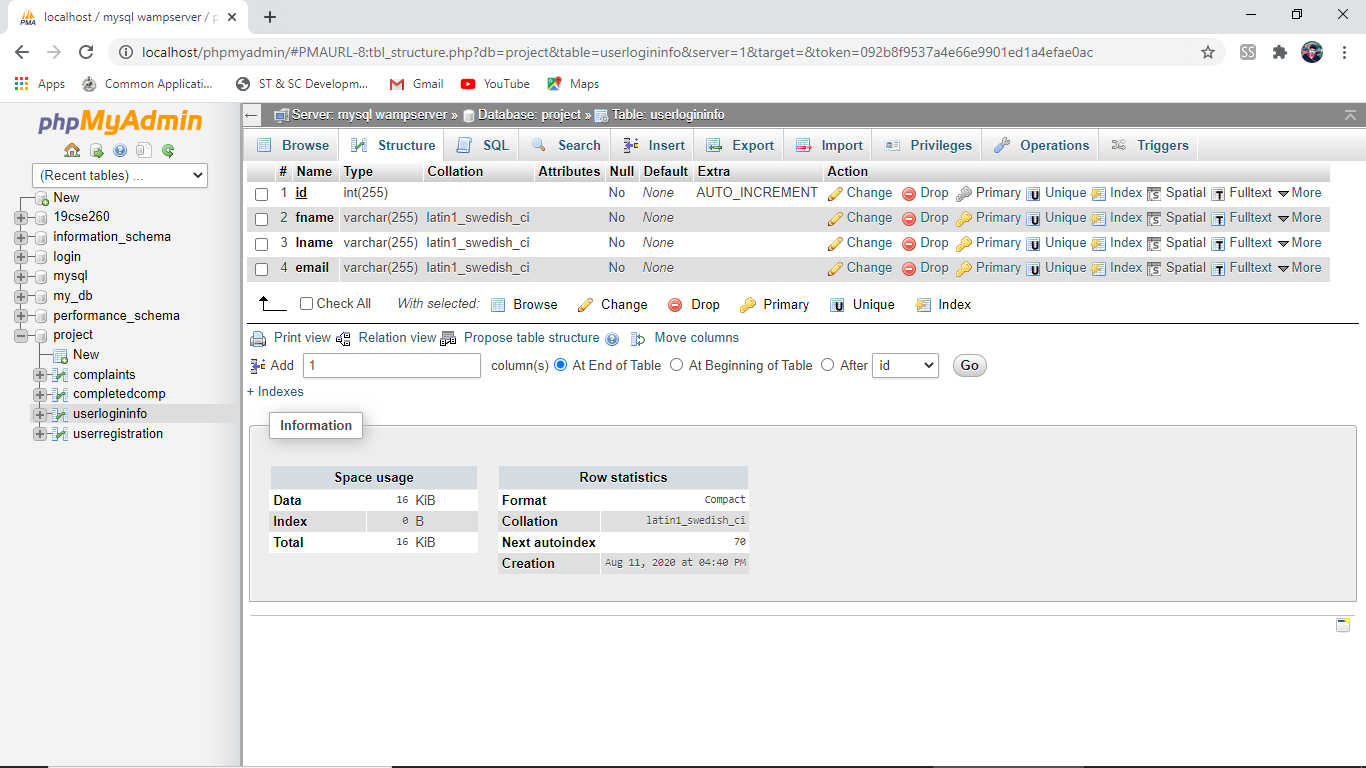 localhost / mysql wampserver / p
localhost/phpmyadmin/#PMAURL-8:tbl_structure.php?db=project&table=userlogininfo&server=1&target=&token=092b8f9537a4e66e9901ed1a4efae0ac
Apps Common Applicati... ST & SC Developm... Gmail YouTube Maps
phpMyAdmin
(Recent tables) ...
New
19cse260
information_schema
login
mysql
my_db
performance_schema
project
New
complaints
completedcomp
userlogininfo
userregistration
Server: mysql wampserver » Database: project » Table: userlogininfo
Browse Structure SQL Search Insert Export Import Privileges Operations Triggers
# Name Type Collation Attributes Null Default Extra Action
1 id int(255) No None AUTO_INCREMENT Change Drop Primary Unique Index Spatial Fulltext More
2 fname varchar(255) latin1_swedish_ci No None Change Drop Primary Unique Index Spatial Fulltext More
3 lname varchar(255) latin1_swedish_ci No None Change Drop Primary Unique Index Spatial Fulltext More
4 email varchar(255) latin1_swedish_ci No None Change Drop Primary Unique Index Spatial Fulltext More
Check All With selected: Browse Change Drop Primary Unique Index
Print view Relation view Propose table structure Move columns
Add 1 column(s) At End of Table At Beginning of Table After id Go
+ Indexes
Information
Space usage
Data 16 KiB
Index 0 B
Total 16 KiB
Row statistics
Format Compact
Collation latin1_swedish_ci
Next autoindex 70
Creation Aug 11, 2020 at 04:40 PM